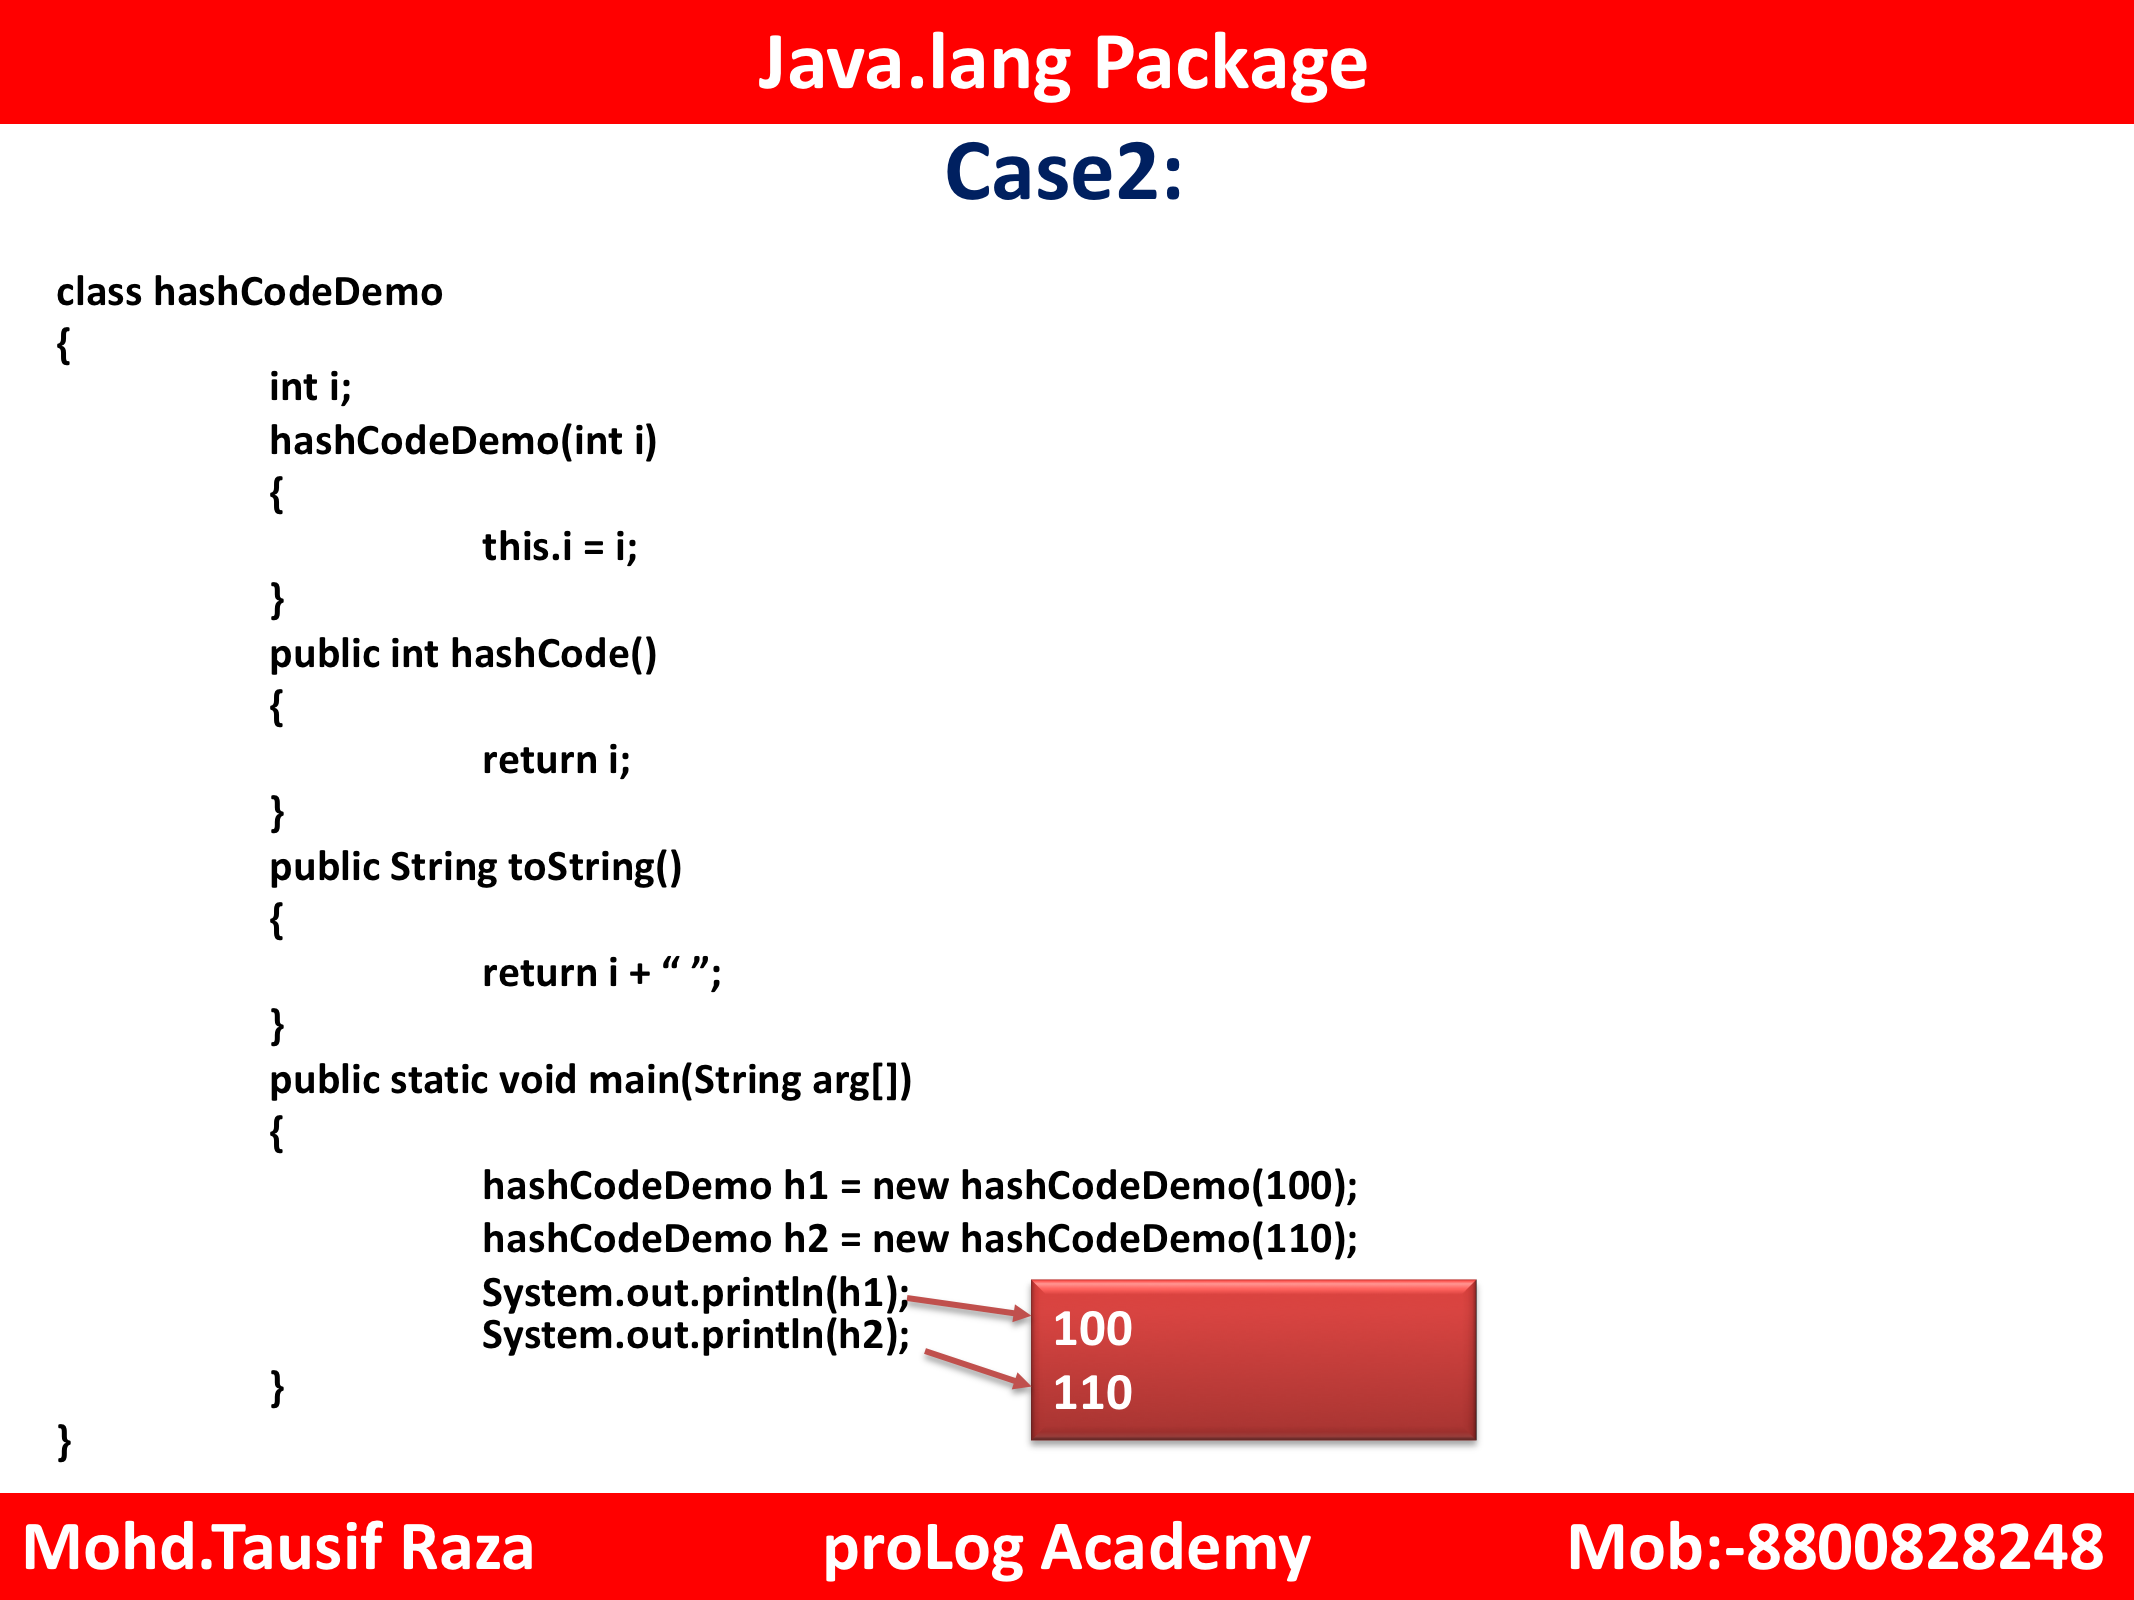 Java.lang Package
Case2:
class hashCodeDemo
{
int i;
hashCodeDemo(int i)
{
this.i = i;
}
public int hashCode()
{
return i;
}
public String toString()
{
return i + “ ”;
}
public static void main(String arg[])
{
hashCodeDemo h1 = new hashCodeDemo(100);
hashCodeDemo h2 = new hashCodeDemo(110);
System.out.println(h1);
System.out.println(h2);
100
110
}
}
Mohd.Tausif Raza proLog Academy Mob:-8800828248